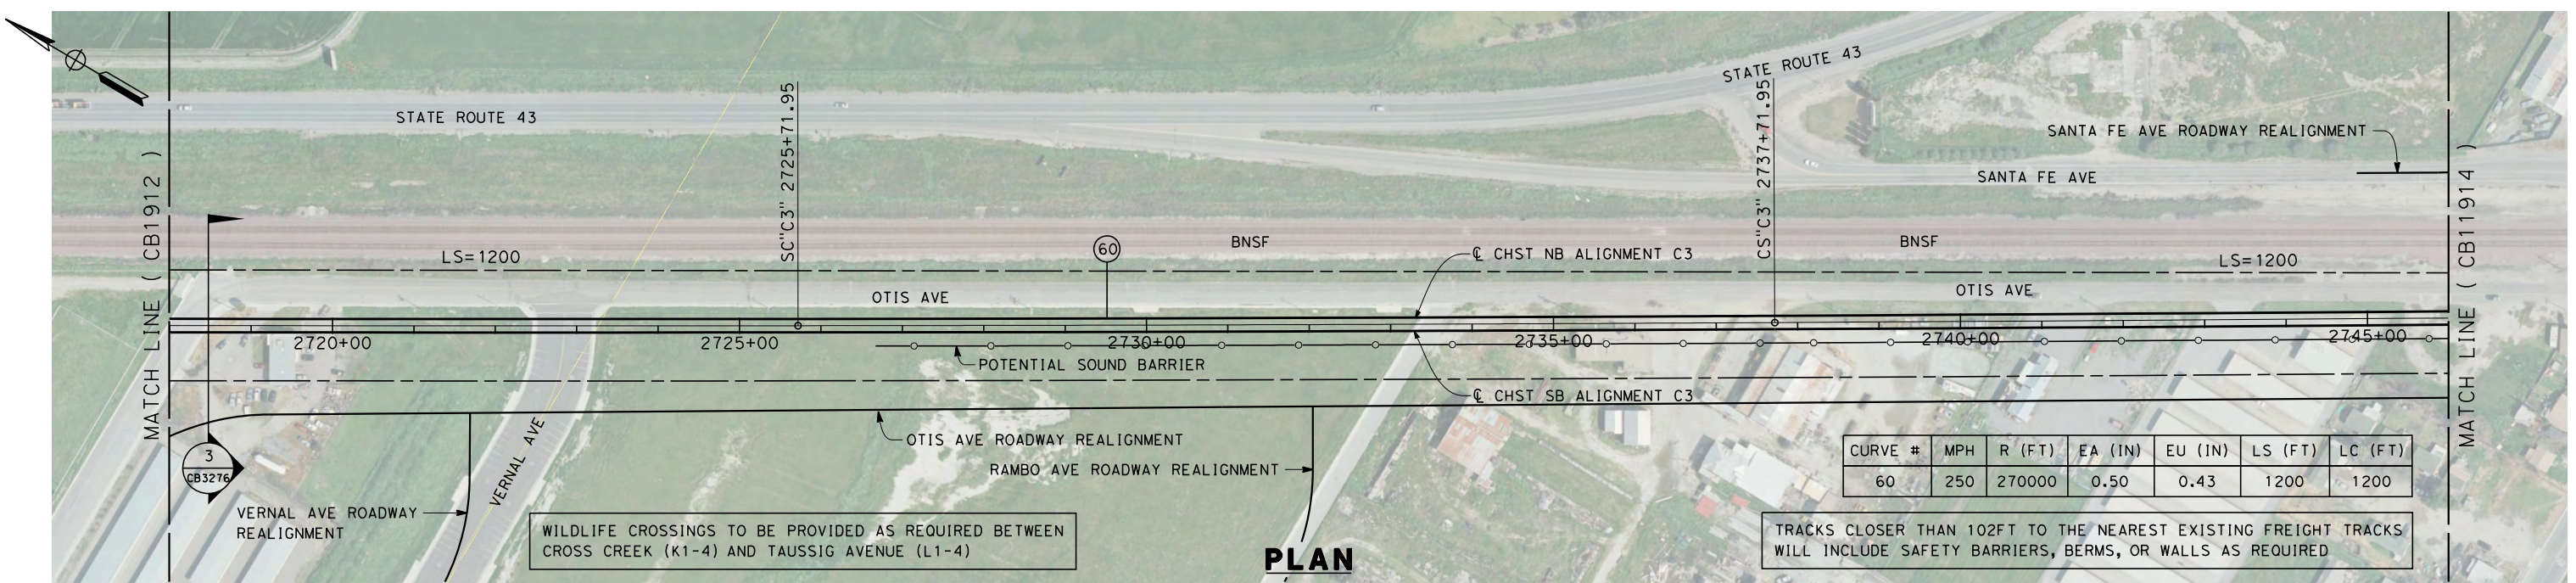 STATE ROUTE 43
STATE ROUTE 43
SANTA FE AVE ROADWAY REALIGNMENT
SANTA FE AVE
MATCH LINE ( CB1912 )
SC"C3" 2725+71.95
CS"C3" 2737+71.95
MATCH LINE ( CB11914 )
LS=1200
60
BNSF
℄ CHST NB ALIGNMENT C3
BNSF
LS=1200
OTIS AVE
OTIS AVE
2720+00
2725+00
2730+00
2735+00
2740+00
2745+00
POTENTIAL SOUND BARRIER
℄ CHST SB ALIGNMENT C3
OTIS AVE ROADWAY REALIGNMENT
RAMBO AVE ROADWAY REALIGNMENT
3
CB3276
VERNAL AVE
VERNAL AVE ROADWAY
REALIGNMENT
WILDLIFE CROSSINGS TO BE PROVIDED AS REQUIRED BETWEEN
CROSS CREEK (K1-4) AND TAUSSIG AVENUE (L1-4)
PLAN
CURVE # MPH R (FT) EA (IN) EU (IN) LS (FT) LC (FT)
60 250 270000 0.50 0.43 1200 1200
TRACKS CLOSER THAN 102FT TO THE NEAREST EXISTING FREIGHT TRACKS
WILL INCLUDE SAFETY BARRIERS, BERMS, OR WALLS AS REQUIRED